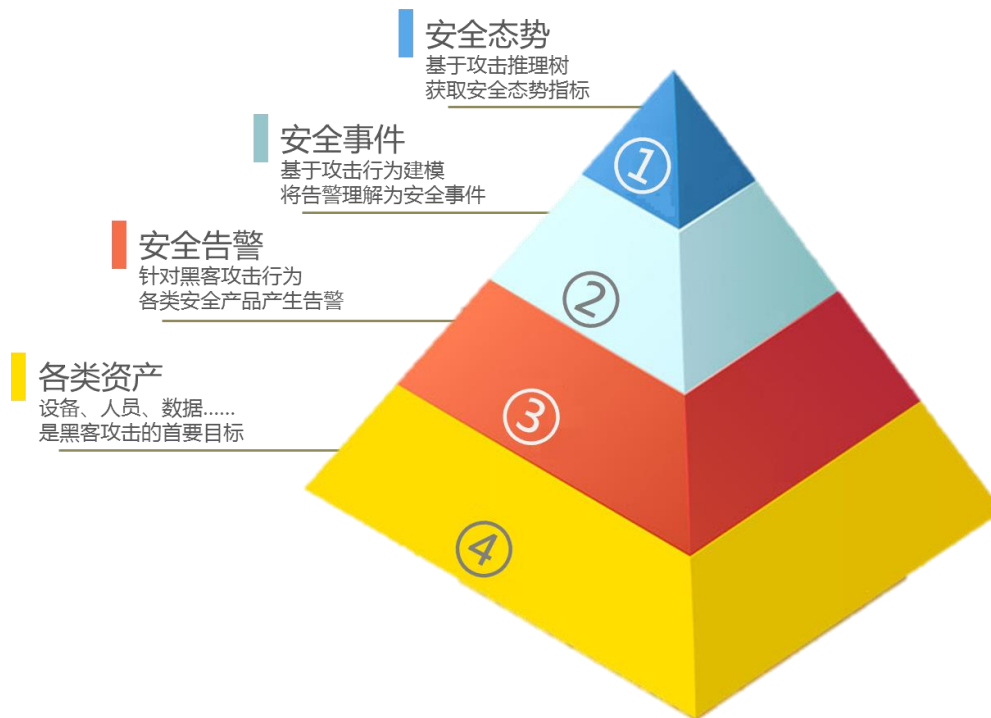 安全态势
基于攻击推理树
获取安全态势指标
①
安全事件
基于攻击行为建模
将告警理解为安全事件
②
安全告警
针对黑客攻击行为
各类安全产品产生告警
③
各类资产
设备、人员、数据......
是黑客攻击的首要目标
④